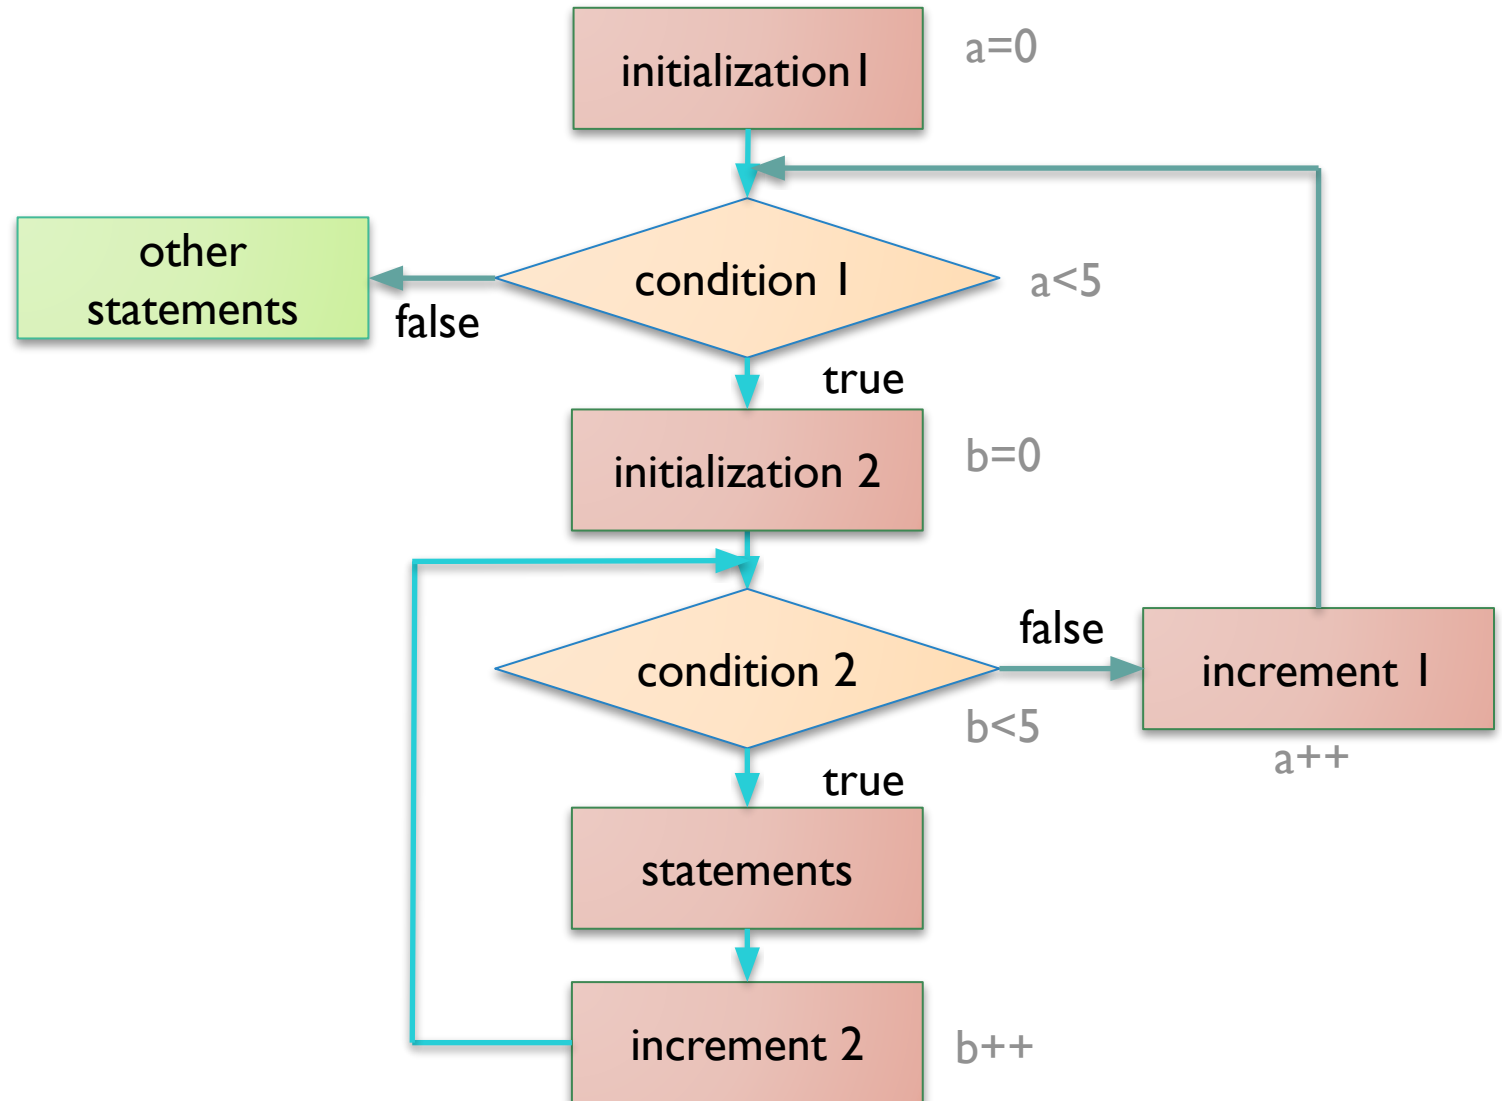 initialization1
a=0
condition 1
a<5
other
statements
false
true
initialization 2
b=0
condition 2
b<5
false
increment 1
a++
true
statements
increment 2
b++